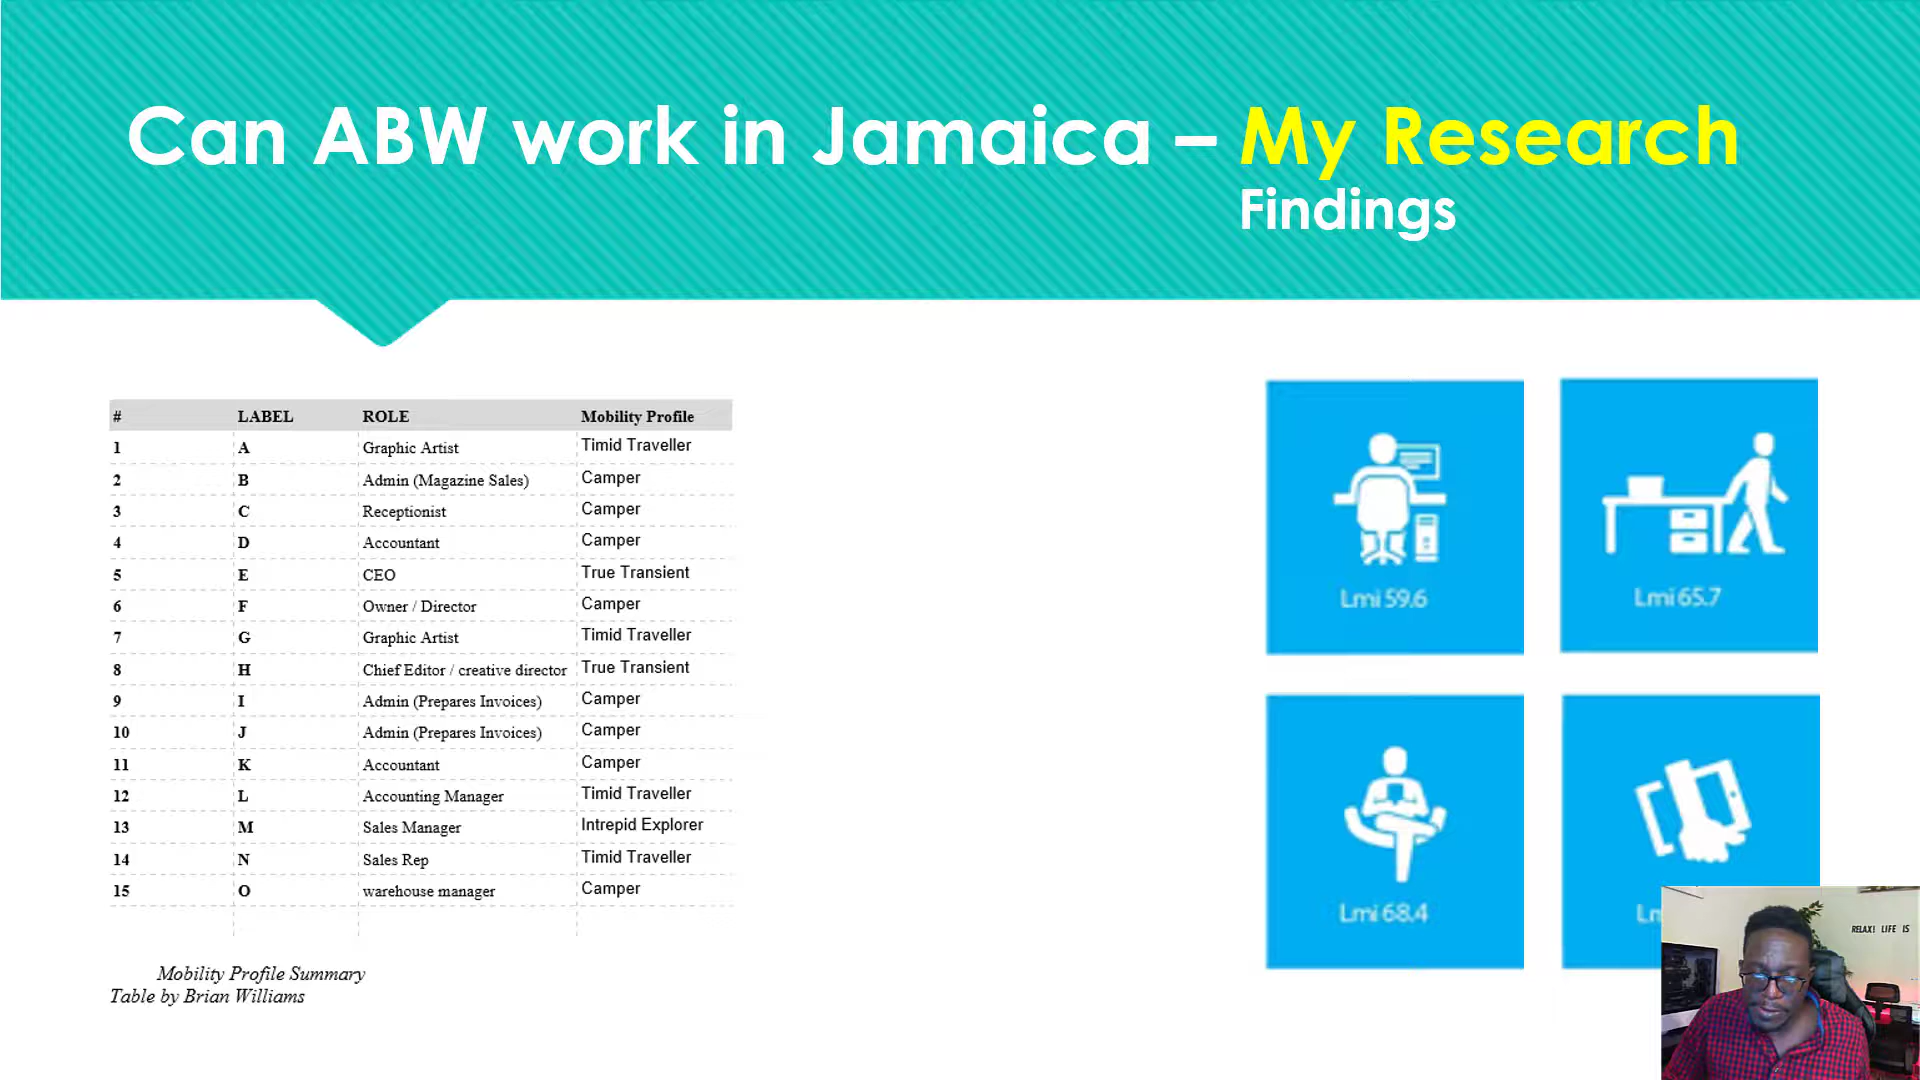 Can ABW work in Jamaica – My Research
Findings
# LABEL ROLE Mobility Profile
1 A Graphic Artist Timid Traveller
2 B Admin (Magazine Sales) Camper
3 C Receptionist Camper
4 D Accountant Camper
5 E CEO True Transient
6 F Owner / Director Camper
7 G Graphic Artist Timid Traveller
8 H Chief Editor / creative director True Transient
9 I Admin (Prepares Invoices) Camper
10 J Admin (Prepares Invoices) Camper
11 K Accountant Camper
12 L Accounting Manager Timid Traveller
13 M Sales Manager Intrepid Explorer
14 N Sales Rep Timid Traveller
15 O warehouse manager Camper
Mobility Profile Summary
Table by Brian Williams
Lmi 59.6
Lmi 65.7
Lmi 68.4
RELAX! LIFE IS